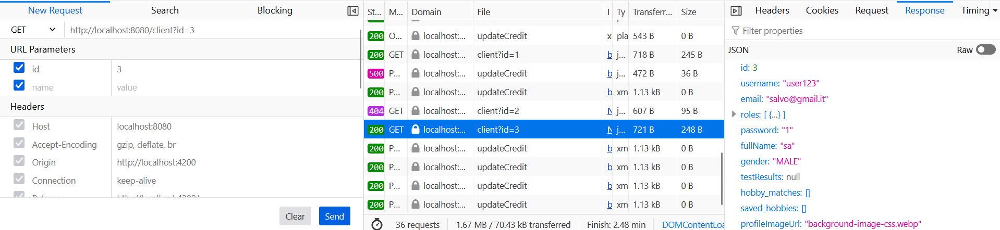 New Request
Search
Blocking
GET
http://localhost:8080/client?id=3
URL Parameters
id
3
name
value
Headers
Host
localhost:8080
Accept-Encoding
gzip, deflate, br
Origin
http://localhost:4200
Connection
keep-alive
Referer
http://localhost:4200/
Clear
Send
St... M... Domain File I Ty Transferr... Size
200
200 O... localhost:... updateCredit x pla 543 B 0 B
200 GET localhost:... client?id=1 b j... 718 B 245 B
500 P... localhost:... updateCredit b j... 472 B 36 B
200 P... localhost:... updateCredit b xm 1.13 kB 0 B
404 GET localhost:... client?id=2 N j... 607 B 95 B
200 GET localhost:... client?id=3 N j... 721 B 248 B
200 P... localhost:... updateCredit b xm 1.13 kB 0 B
200 P... localhost:... updateCredit b xm 1.13 kB 0 B
200 P... localhost:... updateCredit b xm 1.13 kB 0 B
200 P... localhost:... updateCredit b xm 1.13 kB 0 B
36 requests
1.67 MB / 70.43 kB transferred
Finish: 2.48 min
DOMContentLoa
Headers
Cookies
Request
Response
Timing
Filter properties
JSON
Raw
id: 3
username: "user123"
email: "salvo@gmail.it"
roles: [ {…} ]
password: "1"
fullName: "sa"
gender: "MALE"
testResults: null
hobby_matches: []
saved_hobbies: []
profileImageUrl: "background-image-css.webp"